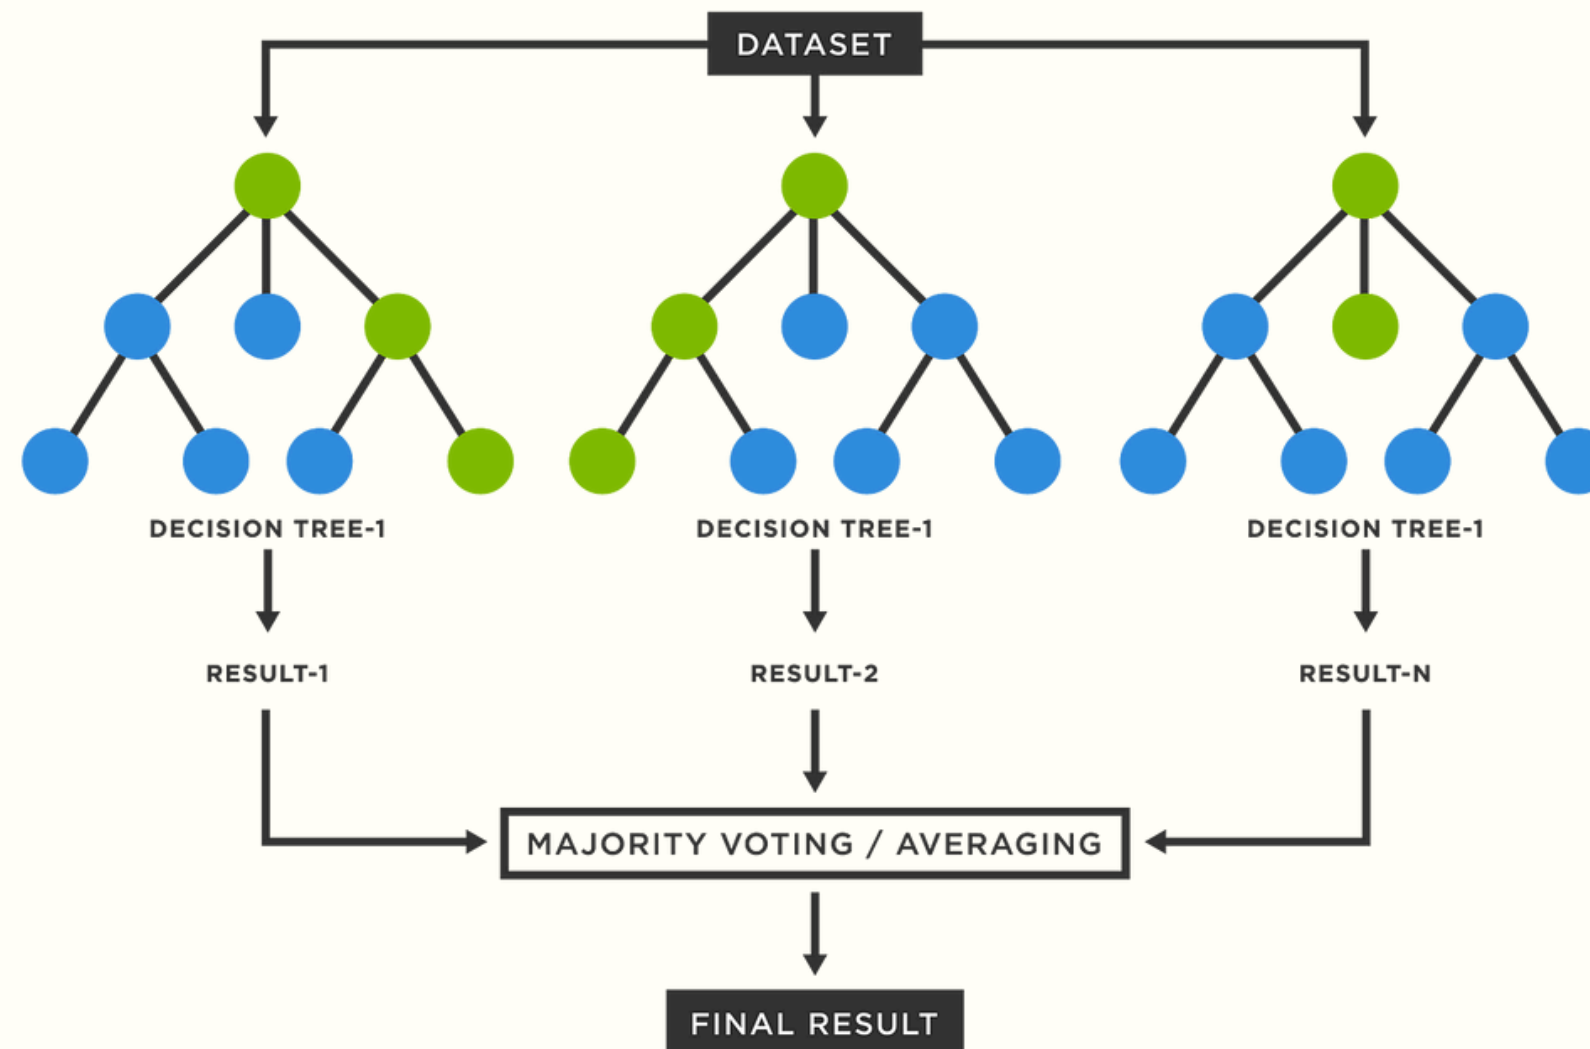 DATASET
DECISION TREE-1
DECISION TREE-1
DECISION TREE-1
RESULT-1
RESULT-2
RESULT-N
MAJORITY VOTING / AVERAGING
FINAL RESULT